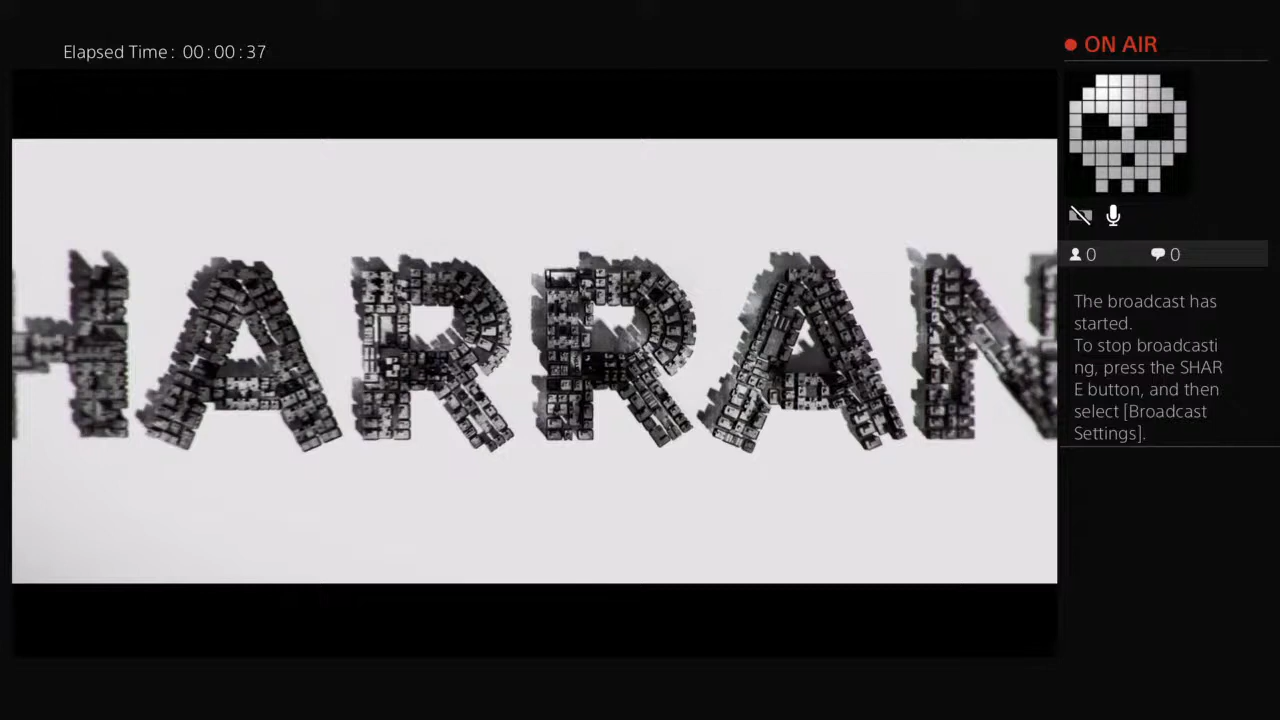 Elapsed Time: 00:00:37
ON AIR
HARRAN
0 0
The broadcast has
started.
To stop broadcasti
ng, press the SHAR
E button, and then
select [Broadcast
Settings].